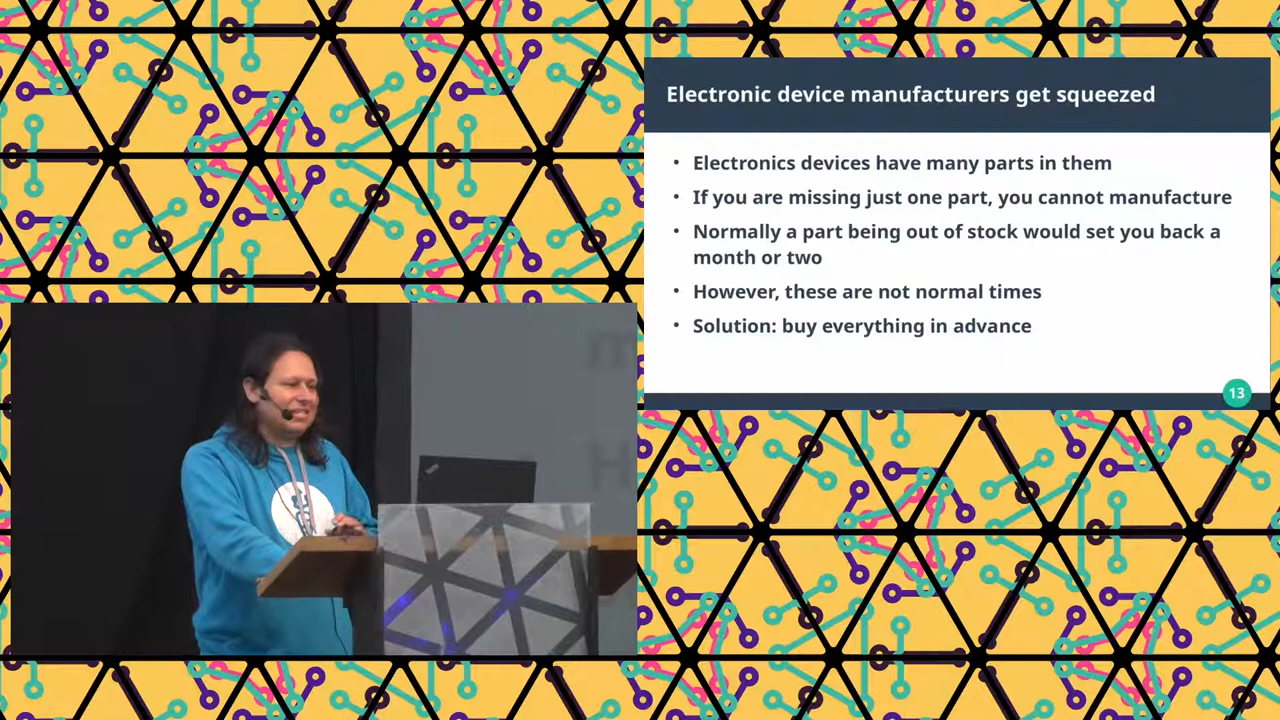 Electronic device manufacturers get squeezed
• Electronics devices have many parts in them
• If you are missing just one part, you cannot manufacture
• Normally a part being out of stock would set you back a
month or two
• However, these are not normal times
• Solution: buy everything in advance
13